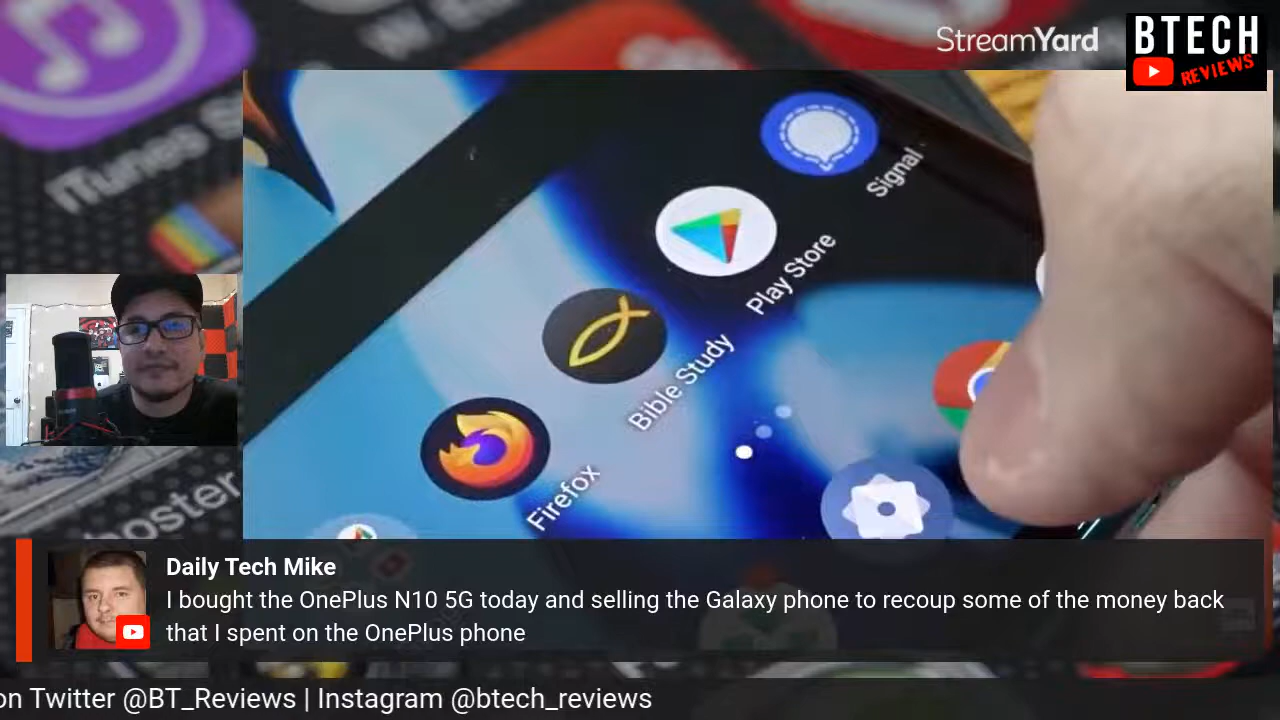 StreamYard
BTECH
REVIEWS
iTunes S
Signal
Play Store
Bible Study
Firefox
Daily Tech Mike
I bought the OnePlus N10 5G today and selling the Galaxy phone to recoup some of the money back
that I spent on the OnePlus phone
on Twitter @BT_Reviews | Instagram @btech_reviews